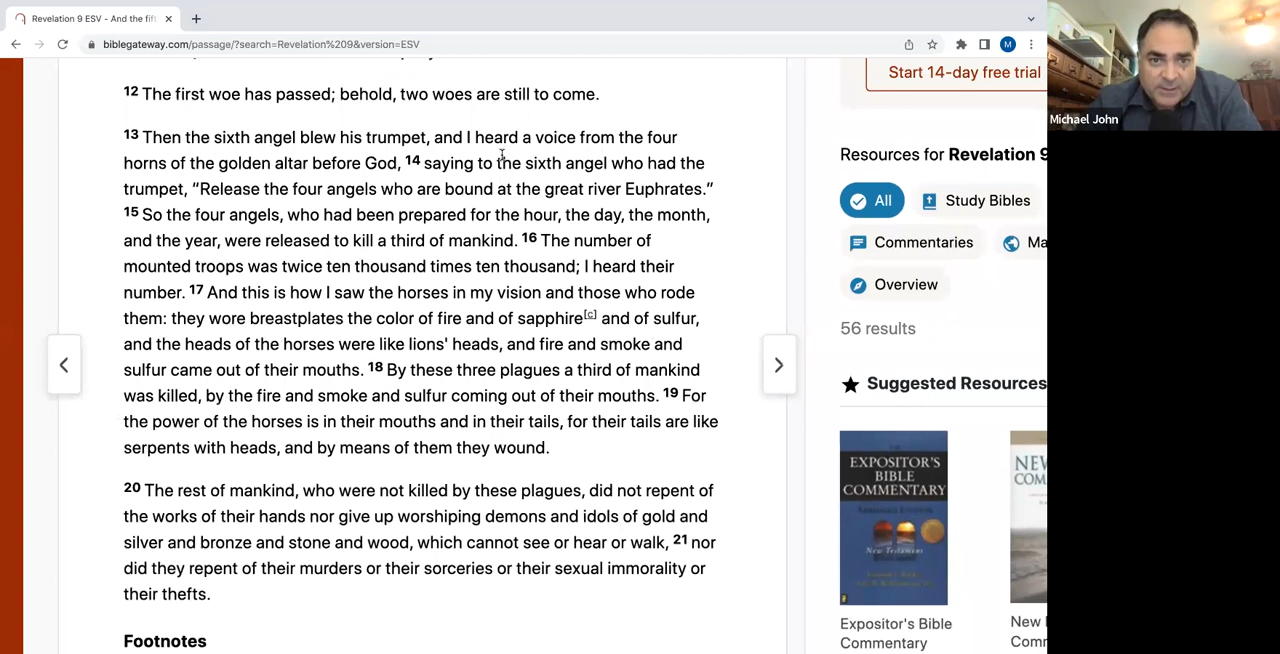 Revelation 9 ESV - And the fif
biblegateway.com/passage/?search=Revelation%209&version=ESV
M
Michael John
12 The first woe has passed; behold, two woes are still to come.
13 Then the sixth angel blew his trumpet, and I heard a voice from the four
horns of the golden altar before God, 14 saying to the sixth angel who had the
trumpet, “Release the four angels who are bound at the great river Euphrates.”
15 So the four angels, who had been prepared for the hour, the day, the month,
and the year, were released to kill a third of mankind. 16 The number of
mounted troops was twice ten thousand times ten thousand; I heard their
number. 17 And this is how I saw the horses in my vision and those who rode
them: they wore breastplates the color of fire and of sapphire[c] and of sulfur,
and the heads of the horses were like lions' heads, and fire and smoke and
sulfur came out of their mouths. 18 By these three plagues a third of mankind
was killed, by the fire and smoke and sulfur coming out of their mouths. 19 For
the power of the horses is in their mouths and in their tails, for their tails are like
serpents with heads, and by means of them they wound.
20 The rest of mankind, who were not killed by these plagues, did not repent of
the works of their hands nor give up worshiping demons and idols of gold and
silver and bronze and stone and wood, which cannot see or hear or walk, 21 nor
did they repent of their murders or their sorceries or their sexual immorality or
their thefts.
Footnotes
Start 14-day free trial
Resources for Revelation 9
All
Study Bibles
Commentaries
Ma
Overview
56 results
Suggested Resources
EXPOSITOR'S
BIBLE
COMMENTARY
New Testament
NEW
COM
Expositor's Bible
Commentary
New
Comm